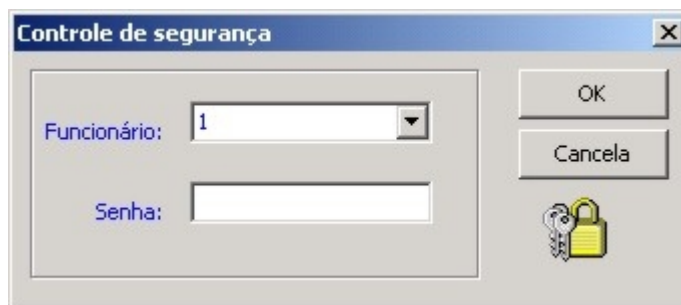 Controle de segurança
Funcionário: 1
Senha:
OK
Cancela